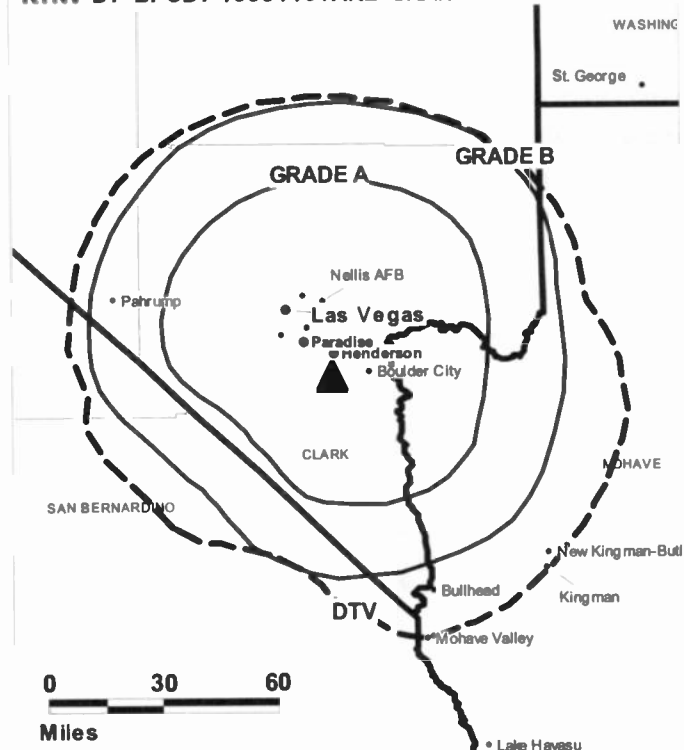 WASHING
St. George
GRADE B
GRADE A
Nellis AFB
Pahrump
Las Vegas
Paradise
Henderson
Boulder City
CLARK
MOHAVE
SAN BERNARDINO
New Kingman-Butl
Bullhead
Kingman
DTV
Mohave Valley
0 30 60
Miles
Lake Havasu